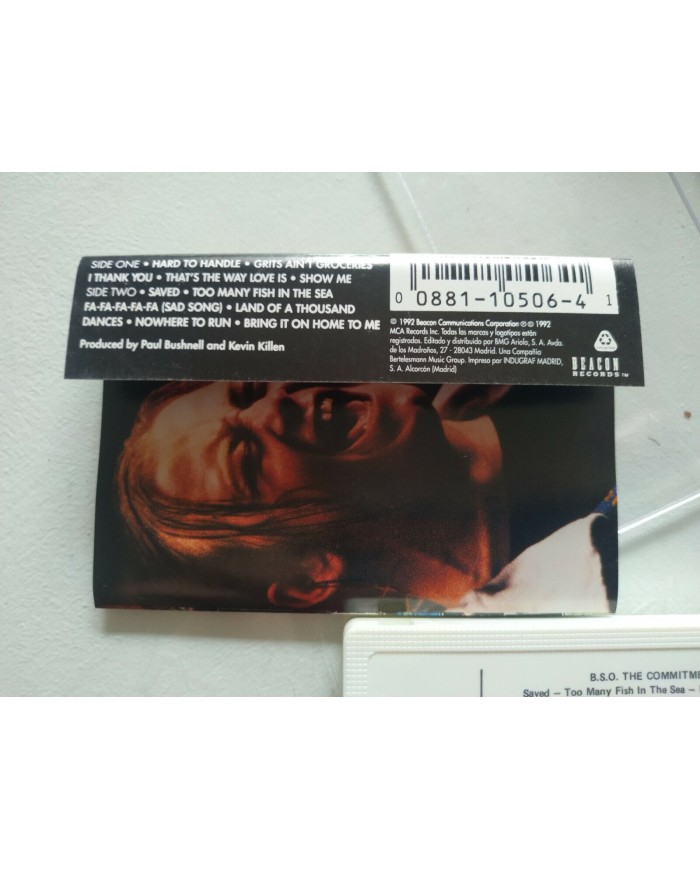 SIDE ONE • HARD TO HANDLE • GRITS AIN'T GROCERIES
I THANK YOU • THAT'S THE WAY LOVE IS • SHOW ME
SIDE TWO • SAVED • TOO MANY FISH IN THE SEA
FA-FA-FA-FA-FA (SAD SONG) • LAND OF A THOUSAND
DANCES • NOWHERE TO RUN • BRING IT ON HOME TO ME
Produced by Paul Bushnell and Kevin Killen
0 0881-10506-4 1
℗ 1992 Beacon Communications Corporation ℗ © 1992
MCA Records Inc. Todas las marcas y logotipos están
registrados. Editado y distribuido por BMG Ariola, S. A. Avda.
de los Madroños, 27 - 28043 Madrid. Una Compañía
Bertelesmann Music Group. Impreso por INDUGRAF MADRID,
S. A. Alcorcón (Madrid)
BEACON
RECORDS™
B.S.O. THE COMMITME
Saved — Too Many Fish In The Sea —